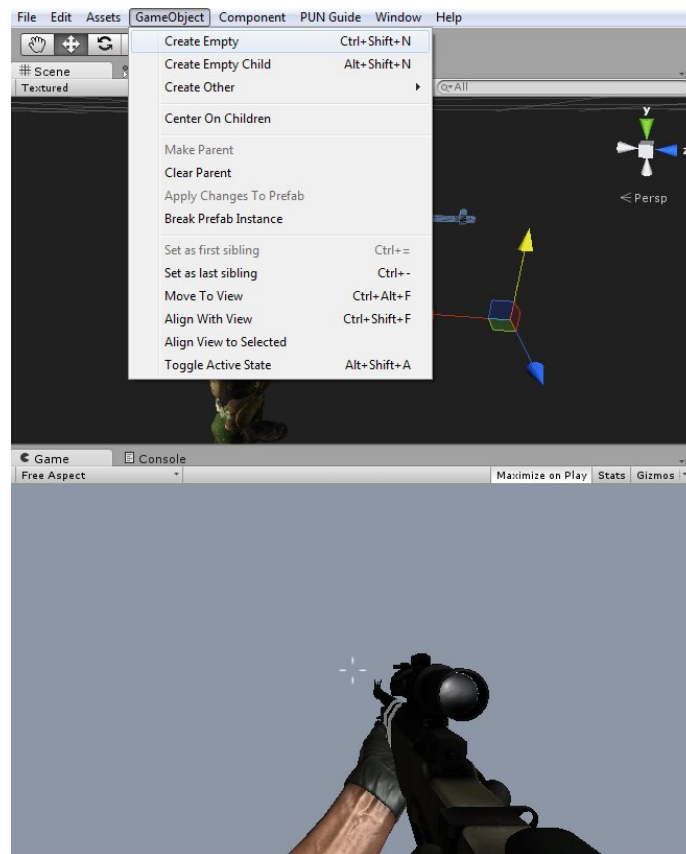 File Edit Assets GameObject Component PUN Guide Window Help
Create Empty Ctrl+Shift+N
# Scene
Create Empty Child Alt+Shift+N
Textured
Create Other
All
Center On Children
y
Make Parent
z
Clear Parent
Apply Changes To Prefab
Persp
Break Prefab Instance
Set as first sibling Ctrl+=
Set as last sibling Ctrl+-
Move To View Ctrl+Alt+F
Align With View Ctrl+Shift+F
Align View to Selected
Toggle Active State Alt+Shift+A
Game Console
Free Aspect Maximize on Play Stats Gizmos